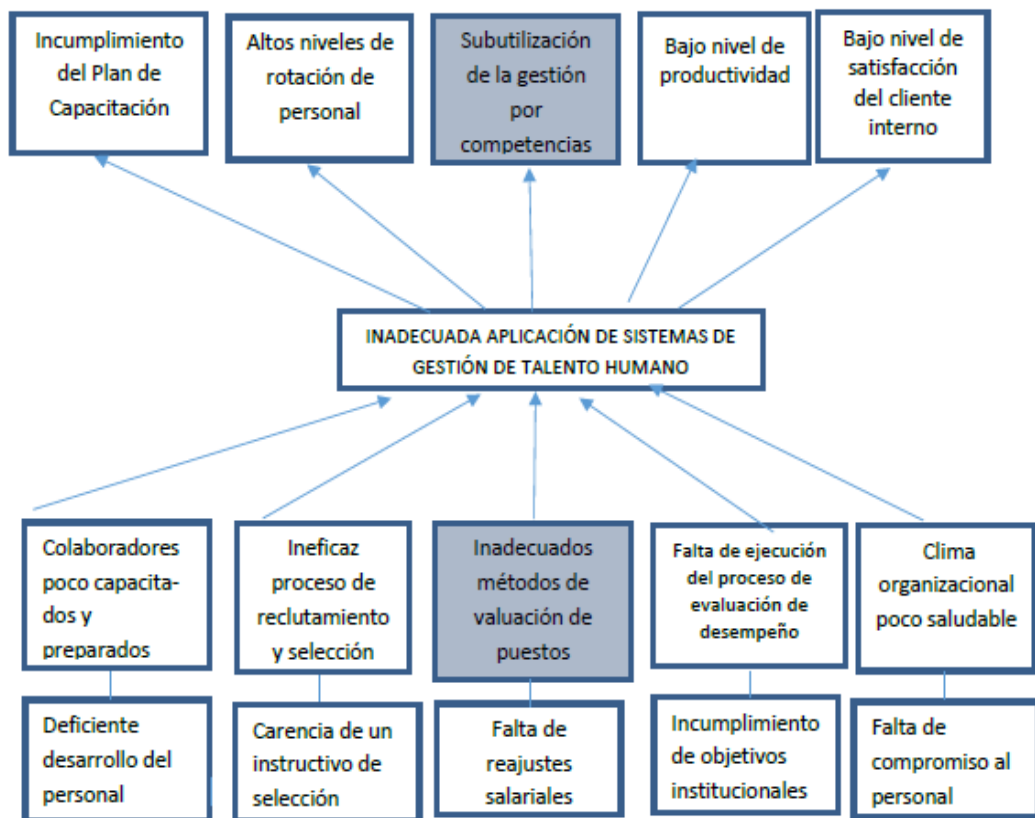 Incumplimiento
del Plan de
Capacitación
Altos niveles de
rotación de
personal
Subutilización
de la gestión
por
competencias
Bajo nivel de
productividad
Bajo nivel de
satisfacción
del cliente
interno
INADECUADA APLICACIÓN DE SISTEMAS DE
GESTIÓN DE TALENTO HUMANO
Colaboradores
poco capacita-
dos y
preparados
Ineficaz
proceso de
reclutamiento
y selección
Inadecuados
métodos de
valuación de
puestos
Falta de ejecución
del proceso de
evaluación de
desempeño
Clima
organizacional
poco saludable
Deficiente
desarrollo del
personal
Carencia de un
instructivo de
selección
Falta de
reajustes
salariales
Incumplimiento
de objetivos
institucionales
Falta de
compromiso al
personal